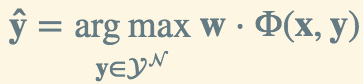 ŷ = arg max w · Φ(x, y)
y∈𝒴^𝒩